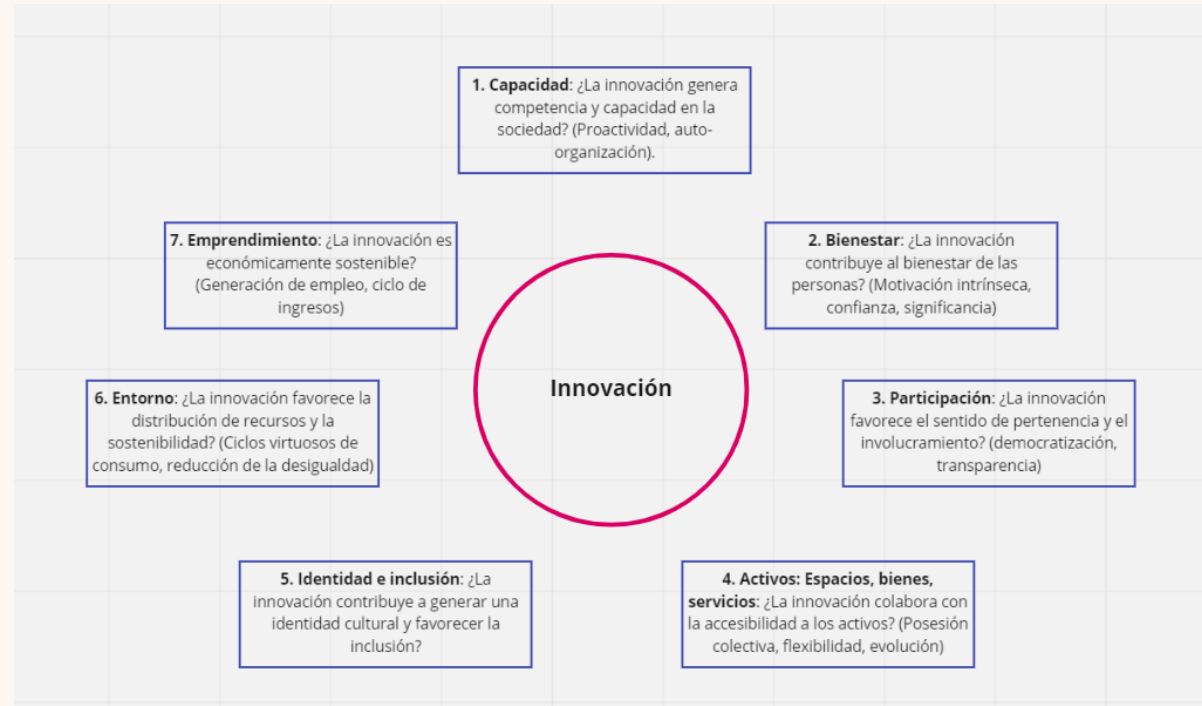 1. Capacidad: ¿La innovación genera
competencia y capacidad en la
sociedad? (Proactividad, auto-
organización).
7. Emprendimiento: ¿La innovación es
económicamente sostenible?
(Generación de empleo, ciclo de
ingresos)
2. Bienestar: ¿La innovación
contribuye al bienestar de las
personas? (Motivación intrínseca,
confianza, significancia)
Innovación
6. Entorno: ¿La innovación favorece la
distribución de recursos y la
sostenibilidad? (Ciclos virtuosos de
consumo, reducción de la desigualdad)
3. Participación: ¿La innovación
favorece el sentido de pertenencia y el
involucramiento? (democratización,
transparencia)
5. Identidad e inclusión: ¿La
innovación contribuye a generar una
identidad cultural y favorecer la
inclusión?
4. Activos: Espacios, bienes,
servicios: ¿La innovación colabora con
la accesibilidad a los activos? (Posesión
colectiva, flexibilidad, evolución)